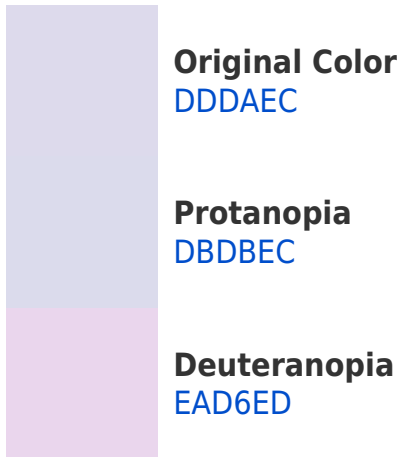 Original Color
DDDAEC
Protanopia
DBDBEC
Deuteranopia
EAD6ED